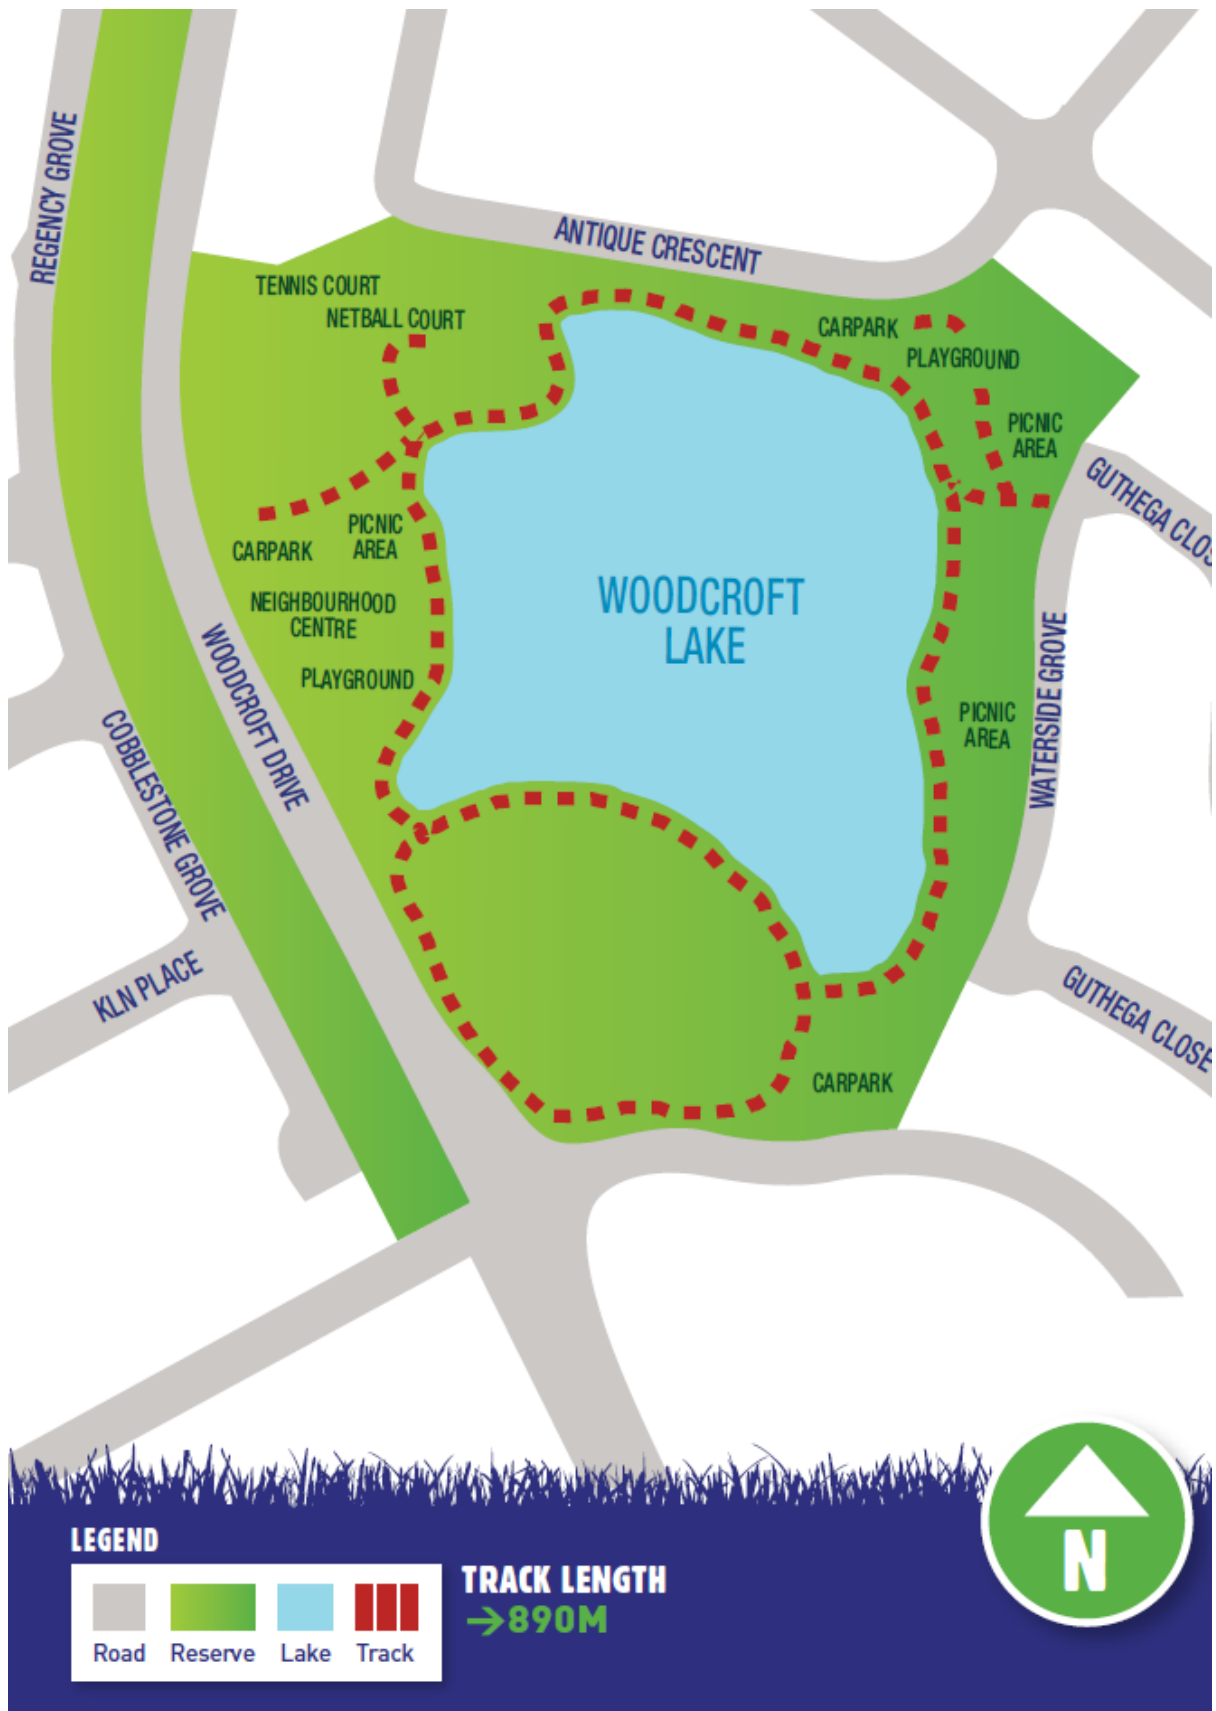 REGENCY GROVE
ANTIQUE CRESCENT
TENNIS COURT
NETBALL COURT
CARPARK
PLAYGROUND
PICNIC
AREA
GUTHEGA
CARPARK
PICNIC
AREA
NEIGHBOURHOOD
CENTRE
PLAYGROUND
WOODCROFT
LAKE
WOODCROFT DRIVE
PICNIC
AREA
WATERSIDE GROVE
COBBLESTONE GROVE
KLN PLACE
GUTHEGA CLOSE
CARPARK
LEGEND
Road
Reserve
Lake
Track
TRACK LENGTH
→890M
N